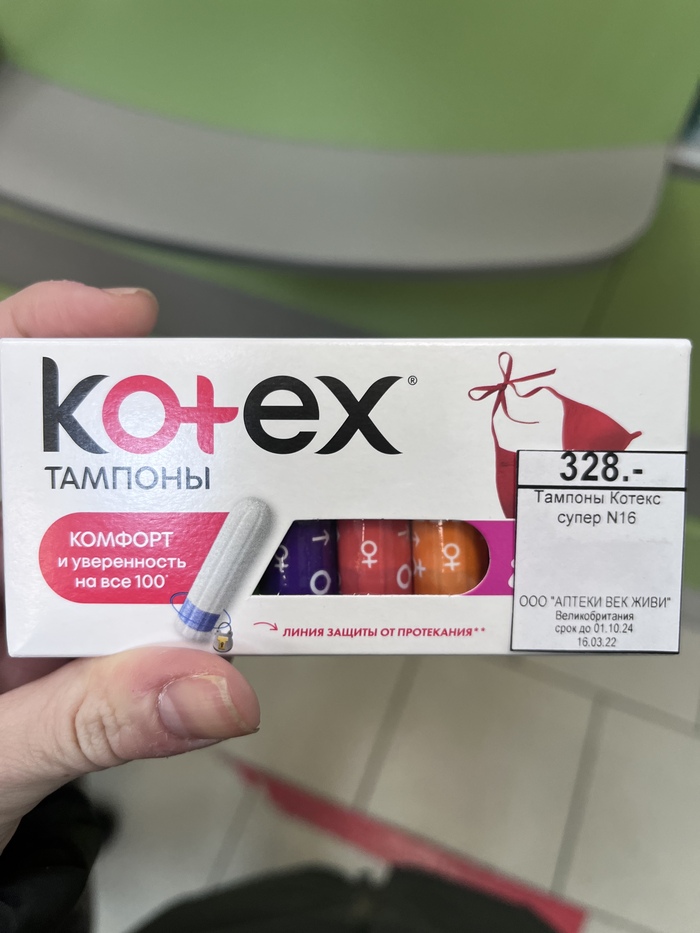 kotex®
ТАМПОНЫ
КОМФОРТ
и уверенность
на все 100*
ЛИНИЯ ЗАЩИТЫ ОТ ПРОТЕКАНИЯ**
328.-
Тампоны Котекс
супер N16
ООО "АПТЕКИ ВЕК ЖИВИ"
Великобритания
срок до 01.10.24
16.03.22